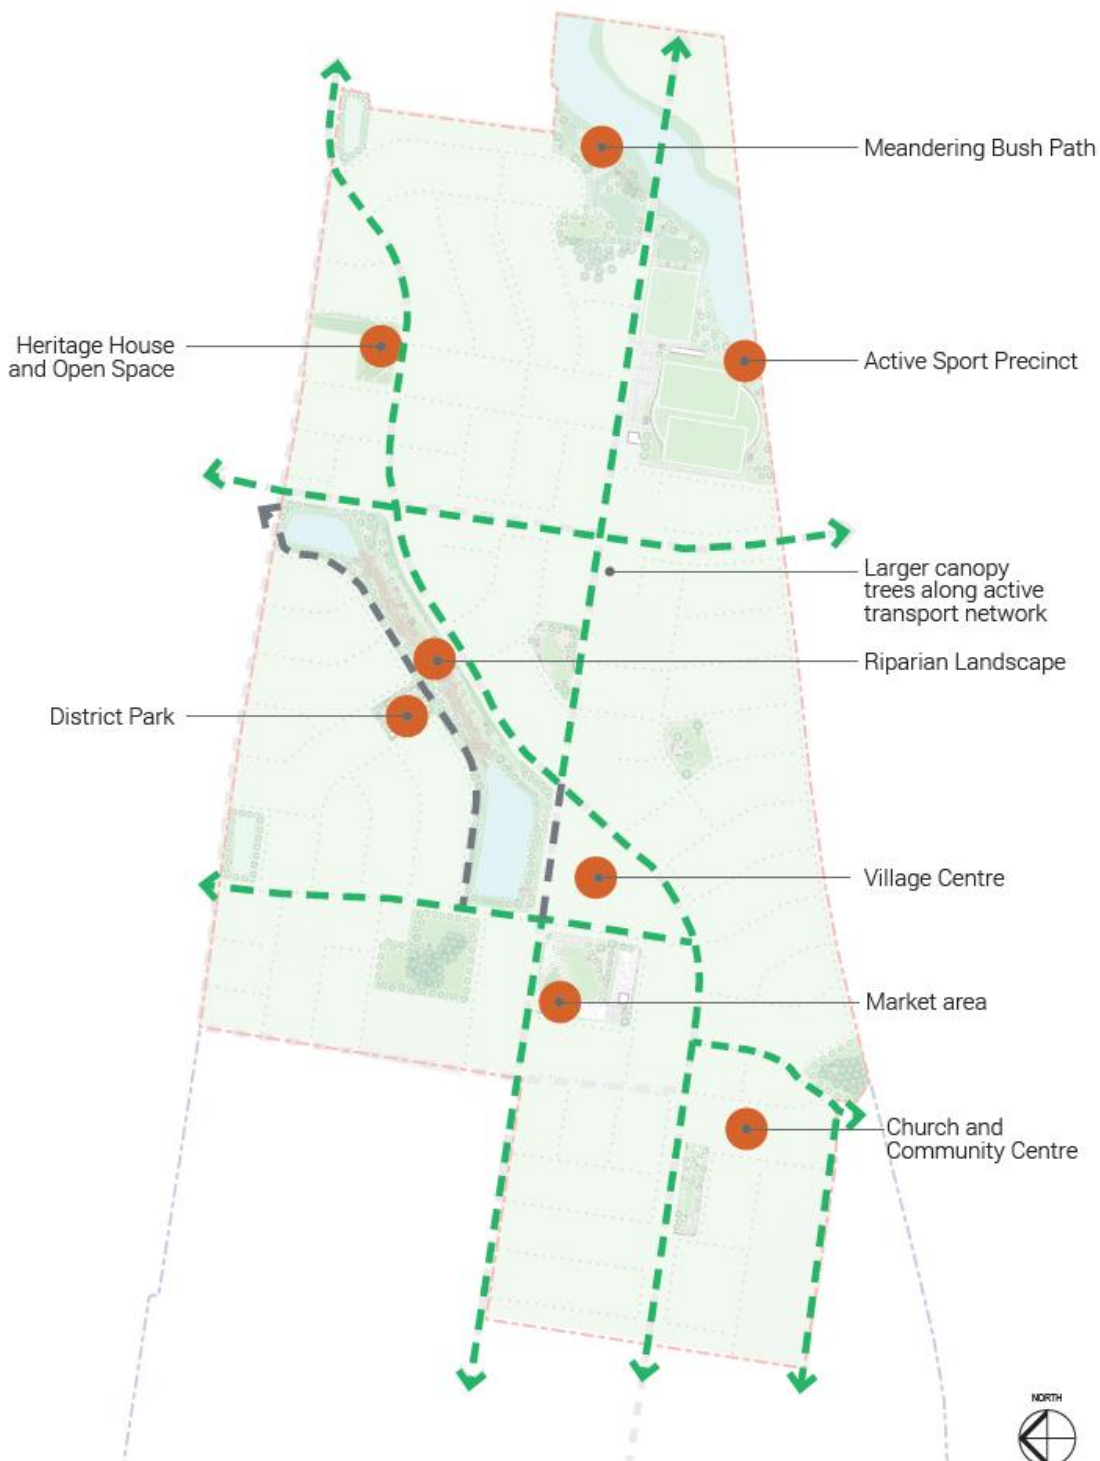 Meandering Bush Path
Heritage House
and Open Space
Active Sport Precinct
Larger canopy
trees along active
transport network
Riparian Landscape
District Park
Village Centre
Market area
Church and
Community Centre
NORTH